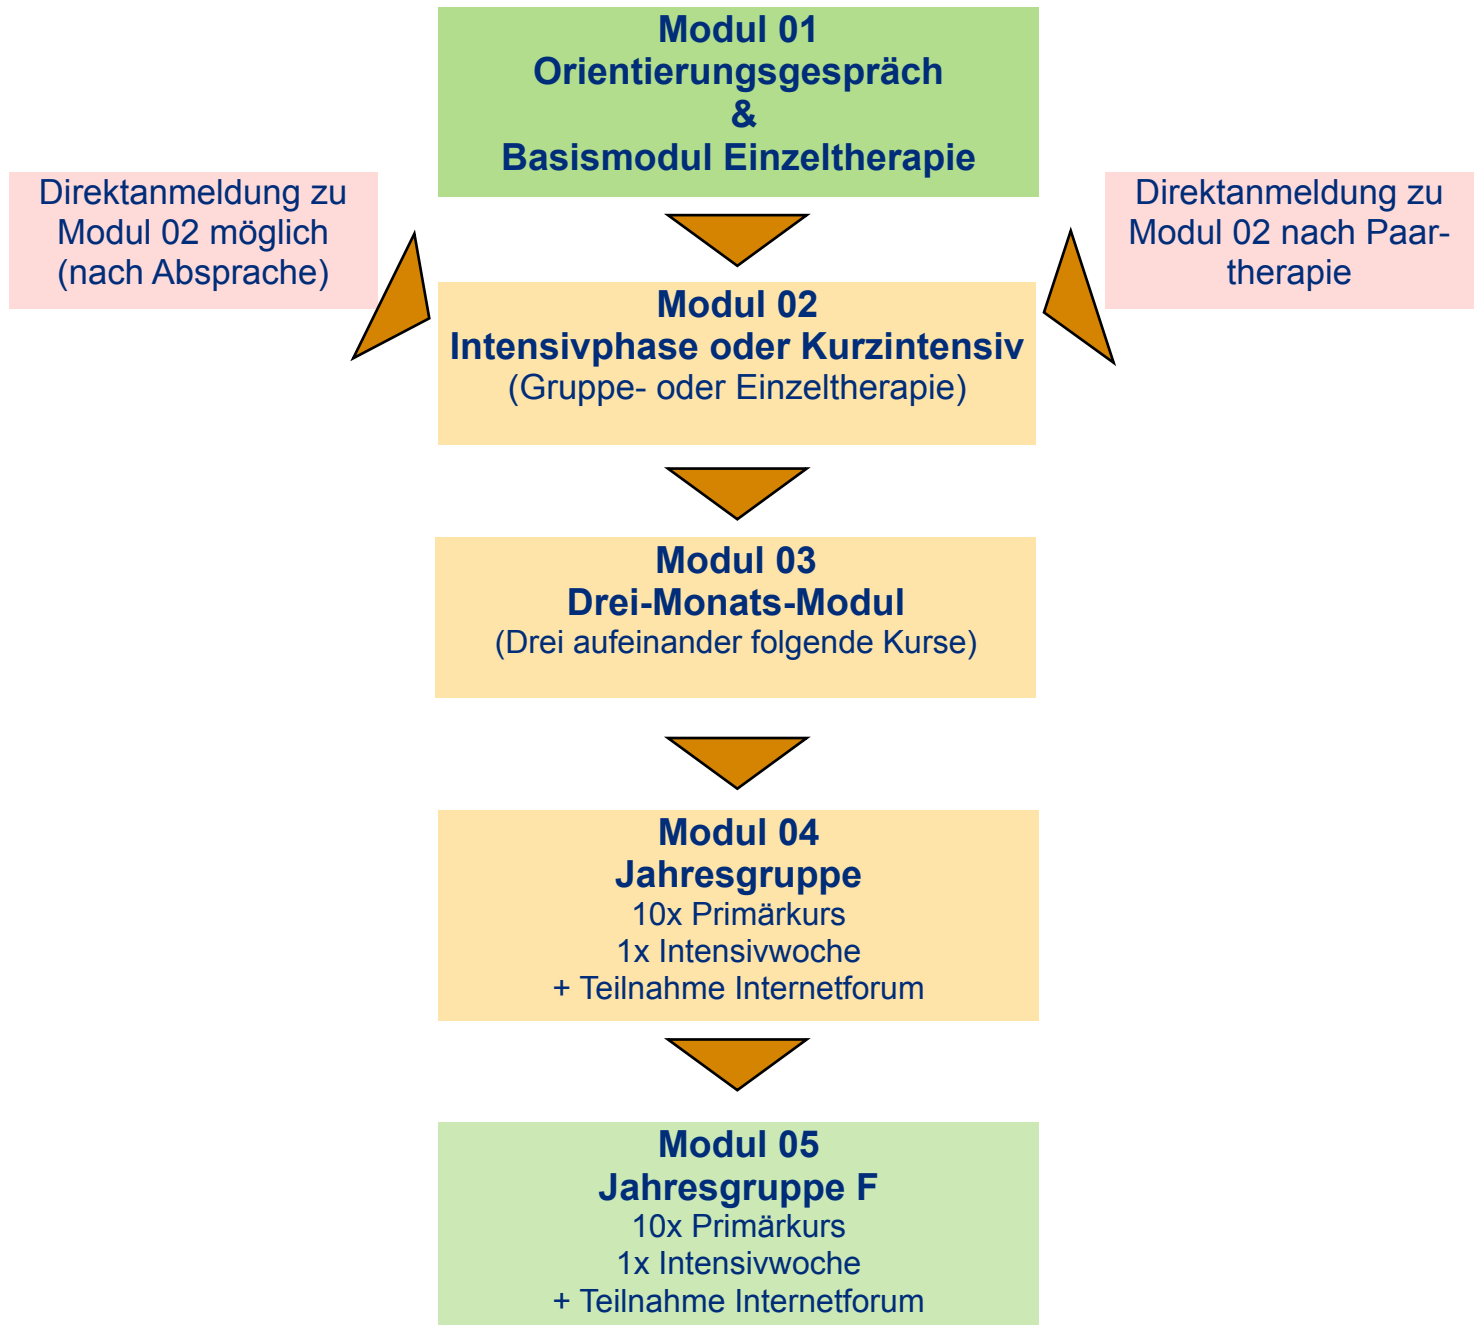 Modul 01
Orientierungsgespräch
&
Basismodul Einzeltherapie
Direktanmeldung zu
Modul 02 möglich
(nach Absprache)
Direktanmeldung zu
Modul 02 nach Paar-
therapie
Modul 02
Intensivphase oder Kurzintensiv
(Gruppe- oder Einzeltherapie)
Modul 03
Drei-Monats-Modul
(Drei aufeinander folgende Kurse)
Modul 04
Jahresgruppe
10x Primärkurs
1x Intensivwoche
+ Teilnahme Internetforum
Modul 05
Jahresgruppe F
10x Primärkurs
1x Intensivwoche
+ Teilnahme Internetforum